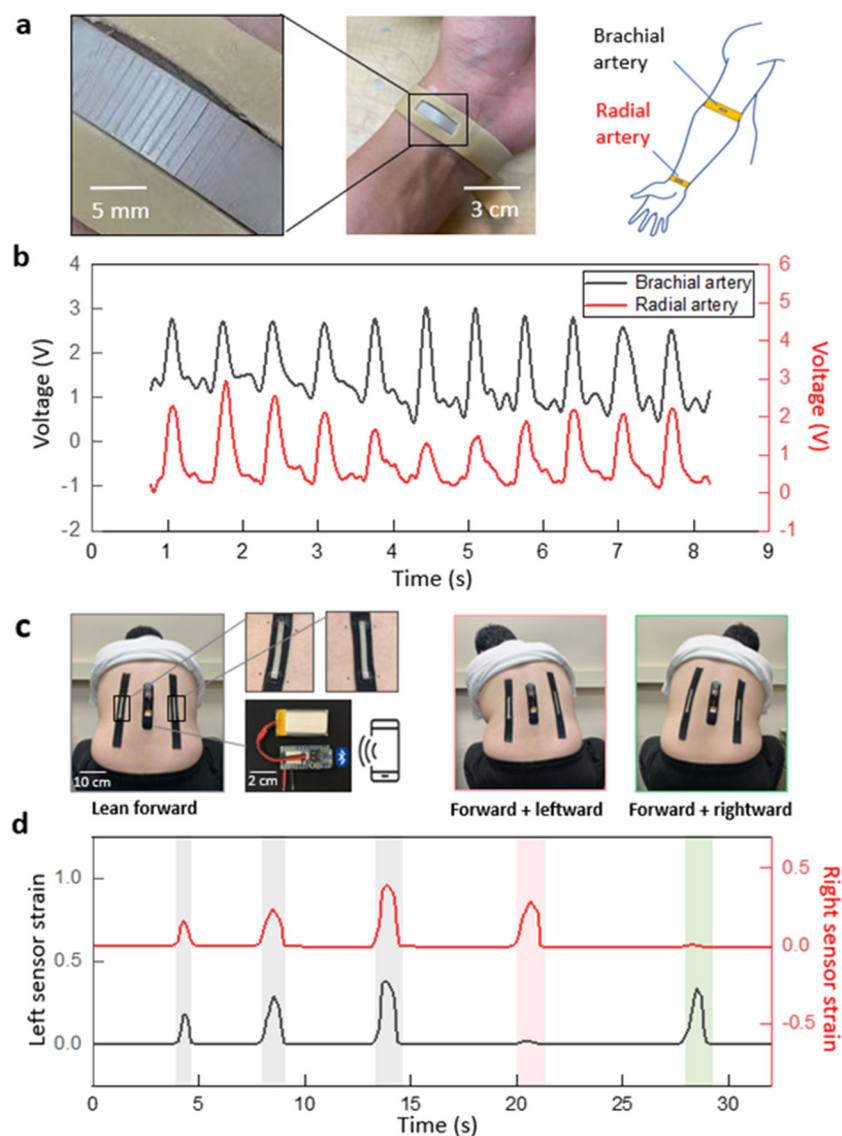 a
5 mm
3 cm
Brachial
artery
Radial
artery
b
4
3
2
1
0
-1
-2
Voltage (V)
Brachial artery
Radial artery
6
5
4
3
2
1
0
-1
Voltage (V)
0 1 2 3 4 5 6 7 8 9
Time (s)
c
10 cm
2 cm
Lean forward
Forward + leftward
Forward + rightward
d
1.0
0.5
0.0
Left sensor strain
0.5
0.0
-0.5
Right sensor strain
0 5 10 15 20 25 30
Time (s)